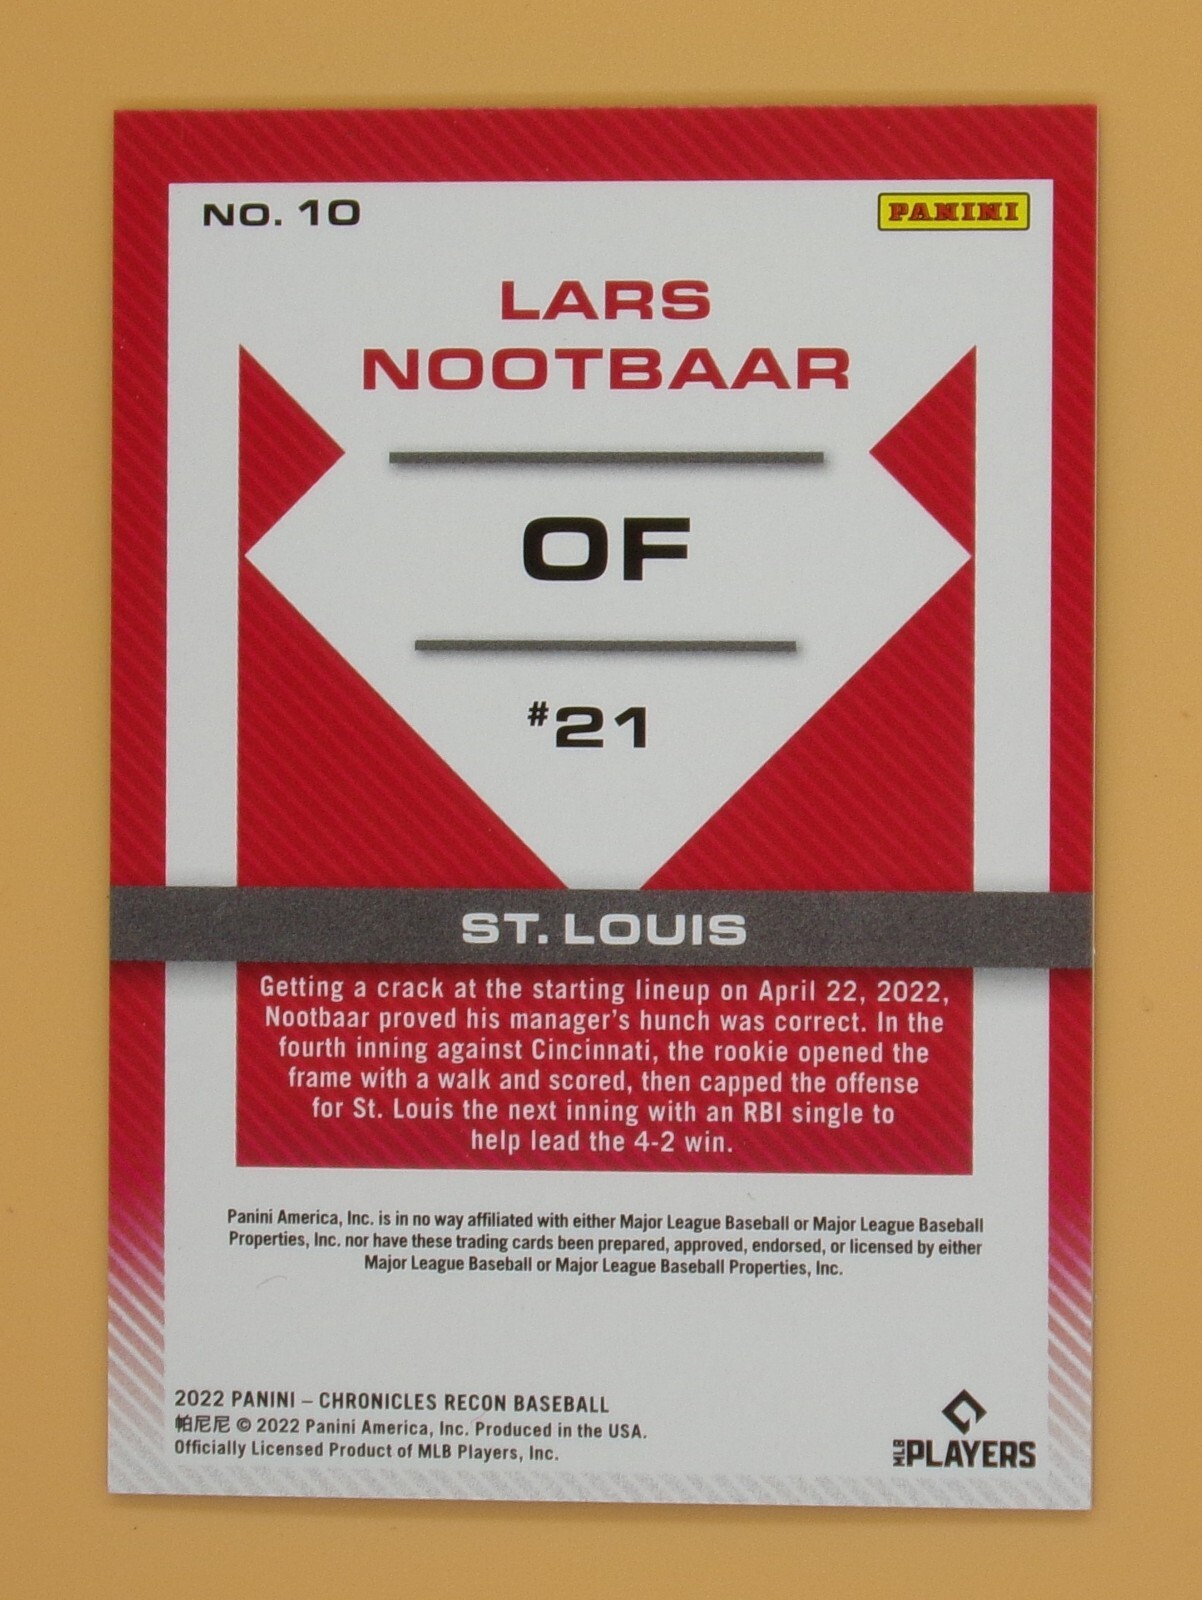 NO. 10
PANINI
LARS
NOOTBAAR
OF
#21
ST. LOUIS
Getting a crack at the starting lineup on April 22, 2022,
Nootbaar proved his manager's hunch was correct. In the
fourth inning against Cincinnati, the rookie opened the
frame with a walk and scored, then capped the offense
for St. Louis the next inning with an RBI single to
help lead the 4-2 win.
Panini America, Inc. is in no way affiliated with either Major League Baseball or Major League Baseball
Properties, Inc. nor have these trading cards been prepared, approved, endorsed, or licensed by either
Major League Baseball or Major League Baseball Properties, Inc.
2022 PANINI – CHRONICLES RECON BASEBALL
帕尼尼 © 2022 Panini America, Inc. Produced in the USA.
Officially Licensed Product of MLB Players, Inc.
MLB PLAYERS